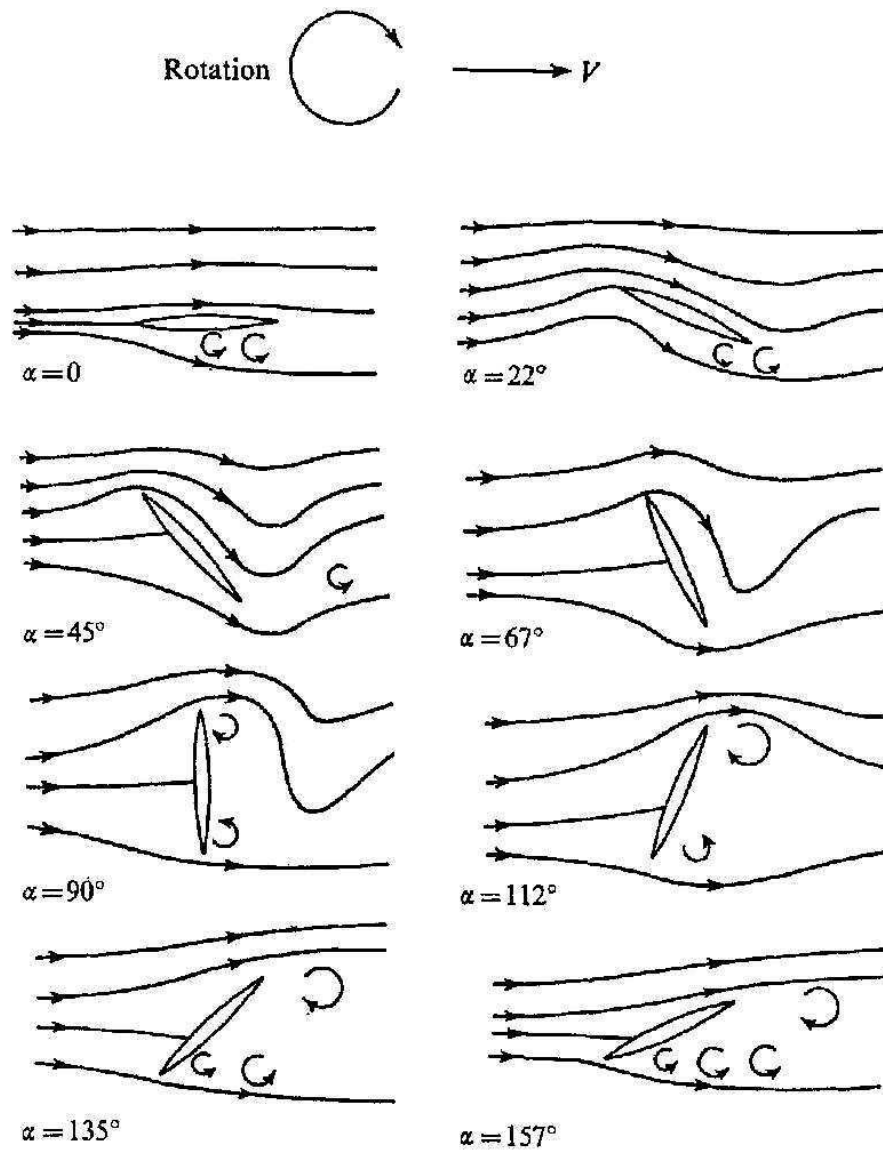 Rotation V
α = 0
α = 22°
α = 45°
α = 67°
α = 90°
α = 112°
α = 135°
α = 157°